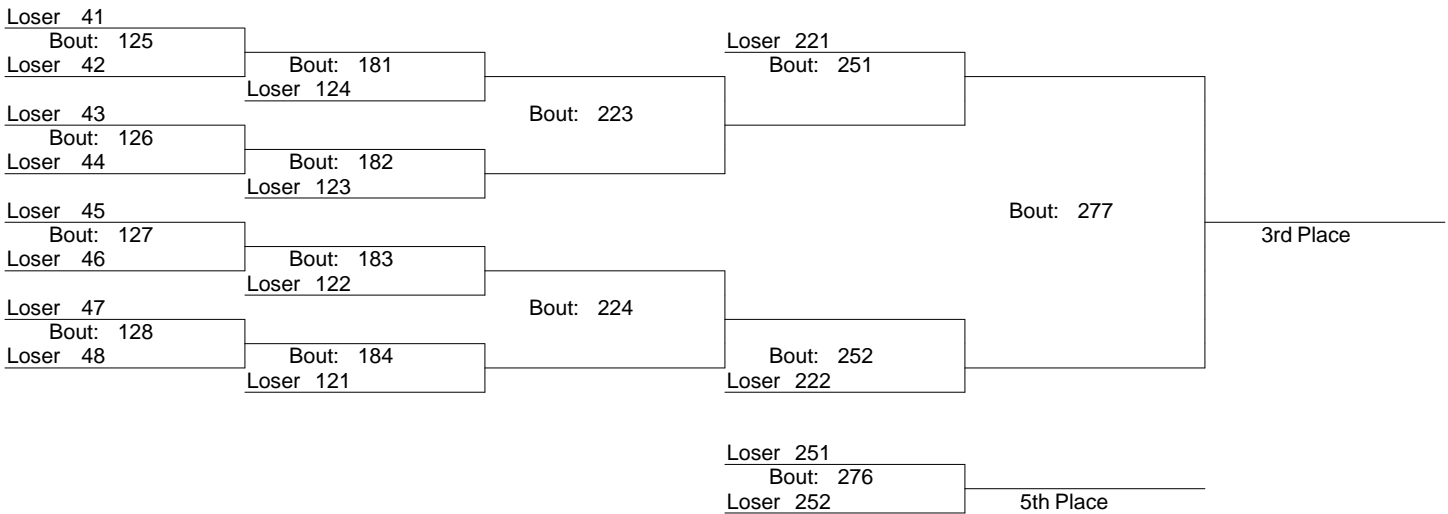 Loser 41
Bout: 125
Loser 42
Bout: 181
Loser 124
Loser 43
Bout: 126
Loser 44
Bout: 182
Loser 123
Bout: 223
Loser 221
Bout: 251
Loser 45
Bout: 127
Loser 46
Bout: 183
Loser 122
Loser 47
Bout: 128
Loser 48
Bout: 184
Loser 121
Bout: 224
Bout: 252
Loser 222
Bout: 277
3rd Place
Loser 251
Bout: 276
Loser 252
5th Place